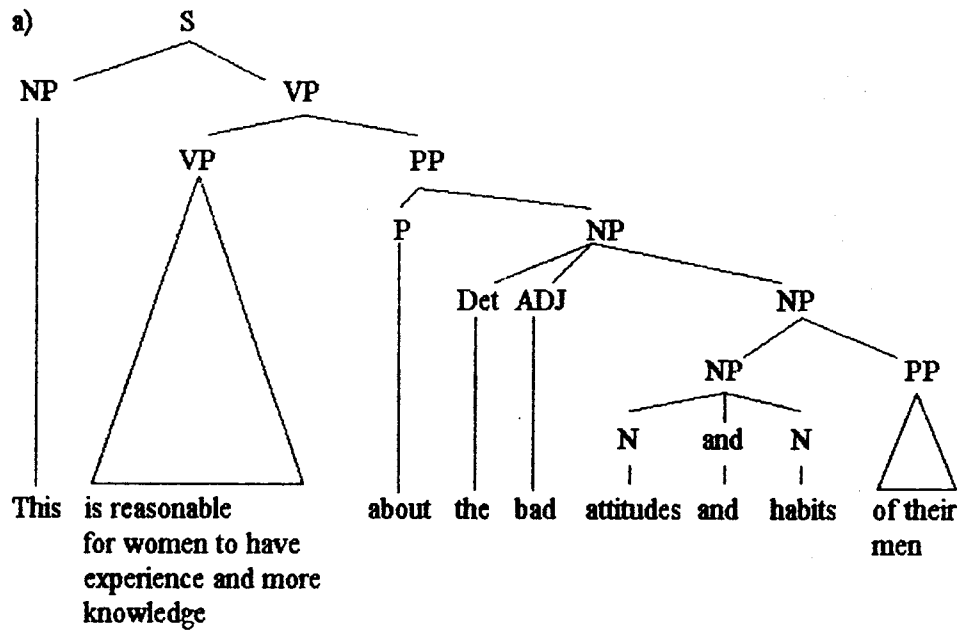 a)
S
NP VP
VP PP
P NP
Det ADJ NP
NP PP
N and N
This is reasonable about the bad attitudes and habits of their
for women to have men
experience and more
knowledge